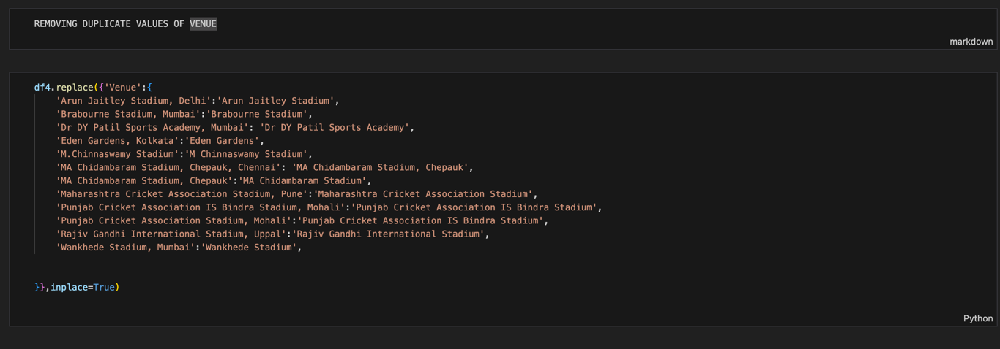 REMOVING DUPLICATE VALUES OF VENUE
markdown
df4.replace({'Venue':{
'Arun Jaitley Stadium, Delhi':'Arun Jaitley Stadium',
'Brabourne Stadium, Mumbai':'Brabourne Stadium',
'Dr DY Patil Sports Academy, Mumbai': 'Dr DY Patil Sports Academy',
'Eden Gardens, Kolkata':'Eden Gardens',
'M.Chinnaswamy Stadium':'M Chinnaswamy Stadium',
'MA Chidambaram Stadium, Chepauk, Chennai': 'MA Chidambaram Stadium, Chepauk',
'MA Chidambaram Stadium, Chepauk':'MA Chidambaram Stadium',
'Maharashtra Cricket Association Stadium, Pune':'Maharashtra Cricket Association Stadium',
'Punjab Cricket Association IS Bindra Stadium, Mohali':'Punjab Cricket Association IS Bindra Stadium',
'Punjab Cricket Association Stadium, Mohali':'Punjab Cricket Association IS Bindra Stadium',
'Rajiv Gandhi International Stadium, Uppal':'Rajiv Gandhi International Stadium',
'Wankhede Stadium, Mumbai':'Wankhede Stadium',
}},inplace=True)
Python